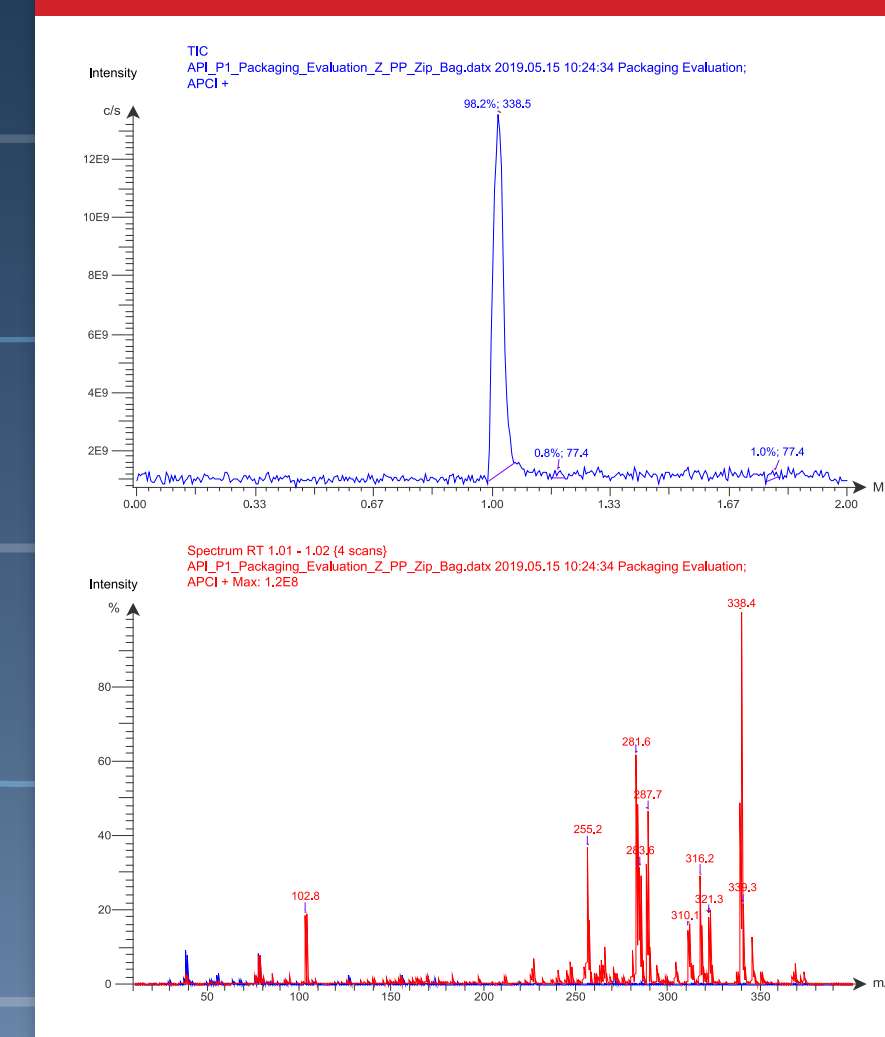 TIC
API_P1_Packaging_Evaluation_Z_PP_Zip_Bag.datx 2019.05.15 10:24:34 Packaging Evaluation;
APCI +
Intensity
c/s
98.2%; 338.5
12E9
10E9
8E9
6E9
4E9
2E9
0.8%; 77.4
1.0%; 77.4
M
0.00 0.33 0.67 1.00 1.33 1.67 2.00
Spectrum RT 1.01 - 1.02 {4 scans}
API_P1_Packaging_Evaluation_Z_PP_Zip_Bag.datx 2019.05.15 10:24:34 Packaging Evaluation;
APCI + Max: 1.2E8
Intensity
%
338.4
80
281.6
60
287.7
255.2
40
283.6
316.2
102.8
339.3
321.3
20
310.1
0
m
50 100 150 200 250 300 350